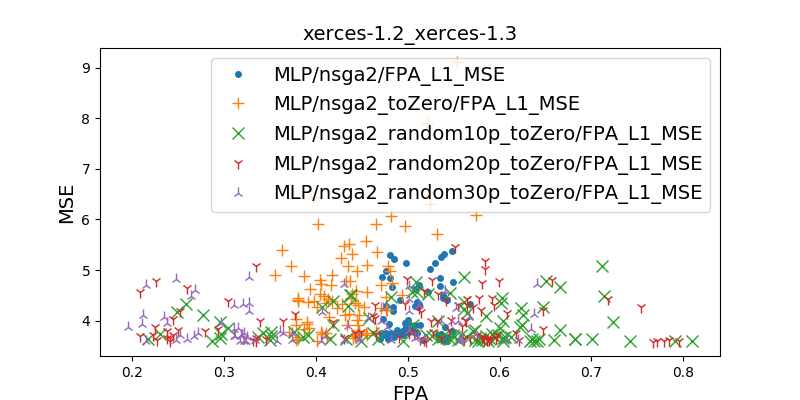 xerces-1.2_xerces-1.3
MLP/nsga2/FPA_L1_MSE
MLP/nsga2_toZero/FPA_L1_MSE
MLP/nsga2_random10p_toZero/FPA_L1_MSE
MLP/nsga2_random20p_toZero/FPA_L1_MSE
MLP/nsga2_random30p_toZero/FPA_L1_MSE
MSE
9
8
7
6
5
4
0.2 0.3 0.4 0.5 0.6 0.7 0.8
FPA